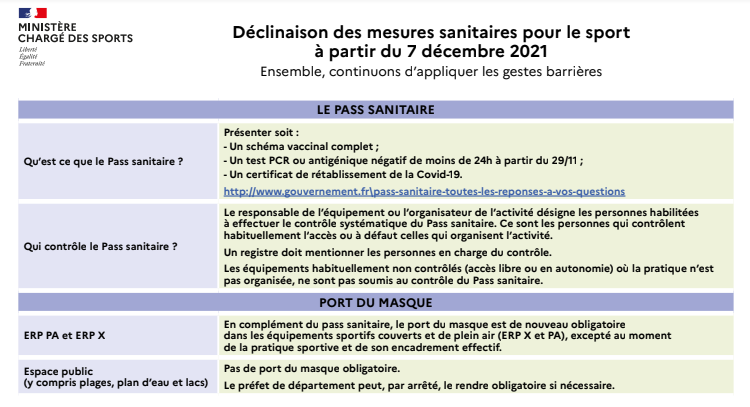 MINISTÈRE
CHARGÉ DES SPORTS
Liberté
Égalité
Fraternité
Déclinaison des mesures sanitaires pour le sport
à partir du 7 décembre 2021
Ensemble, continuons d'appliquer les gestes barrières
LE PASS SANITAIRE
Qu'est ce que le Pass sanitaire ?
Présenter soit :
- Un schéma vaccinal complet ;
- Un test PCR ou antigénique négatif de moins de 24h à partir du 29/11 ;
- Un certificat de rétablissement de la Covid-19.
http://www.gouvernement.fr\pass-sanitaire-toutes-les-reponses-a-vos-questions
Qui contrôle le Pass sanitaire ?
Le responsable de l'équipement ou l'organisateur de l'activité désigne les personnes habilitées
à effectuer le contrôle systématique du Pass sanitaire. Ce sont les personnes qui contrôlent
habituellement l'accès ou à défaut celles qui organisent l'activité.
Un registre doit mentionner les personnes en charge du contrôle.
Les équipements habituellement non contrôlés (accès libre ou en autonomie) où la pratique n'est
pas organisée, ne sont pas soumis au contrôle du Pass sanitaire.
PORT DU MASQUE
ERP PA et ERP X
En complément du pass sanitaire, le port du masque est de nouveau obligatoire
dans les équipements sportifs couverts et de plein air (ERP X et PA), excepté au moment
de la pratique sportive et de son encadrement effectif.
Espace public
(y compris plages, plan d'eau et lacs)
Pas de port du masque obligatoire.
Le préfet de département peut, par arrêté, le rendre obligatoire si nécessaire.